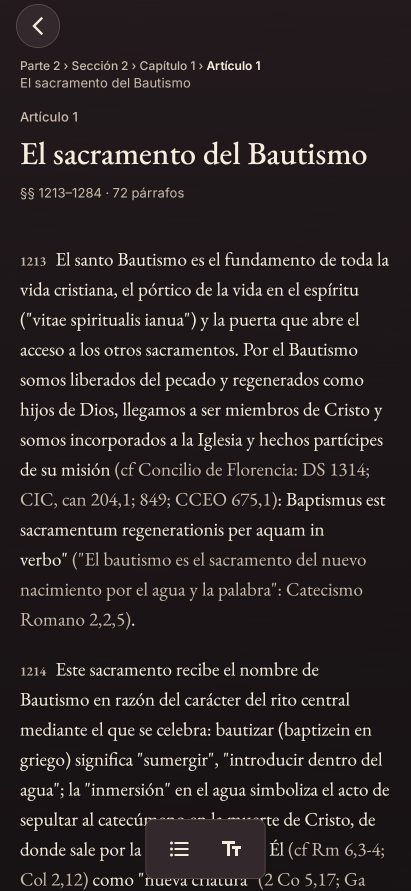 Parte 2 › Sección 2 › Capítulo 1 › Artículo 1
El sacramento del Bautismo
Artículo 1
El sacramento del Bautismo
§§ 1213–1284 · 72 párrafos
1213 El santo Bautismo es el fundamento de toda la
vida cristiana, el pórtico de la vida en el espíritu
("vitae spiritualis ianua") y la puerta que abre el
acceso a los otros sacramentos. Por el Bautismo
somos liberados del pecado y regenerados como
hijos de Dios, llegamos a ser miembros de Cristo y
somos incorporados a la Iglesia y hechos partícipes
de su misión (cf Concilio de Florencia: DS 1314;
CIC, can 204,1; 849; CCEO 675,1): Baptismus est
sacramentum regenerationis per aquam in
verbo" ("El bautismo es el sacramento del nuevo
nacimiento por el agua y la palabra": Catecismo
Romano 2,2,5).
1214 Este sacramento recibe el nombre de
Bautismo en razón del carácter del rito central
mediante el que se celebra: bautizar (baptizein en
griego) significa "sumergir", "introducir dentro del
agua"; la "inmersión" en el agua simboliza el acto de
sepultar al catecúmeno en la muerte de Cristo, de
donde sale por la Él (cf Rm 6,3-4;
Col 2,12) como "nueva criatura" (2 Co 5,17; Ga